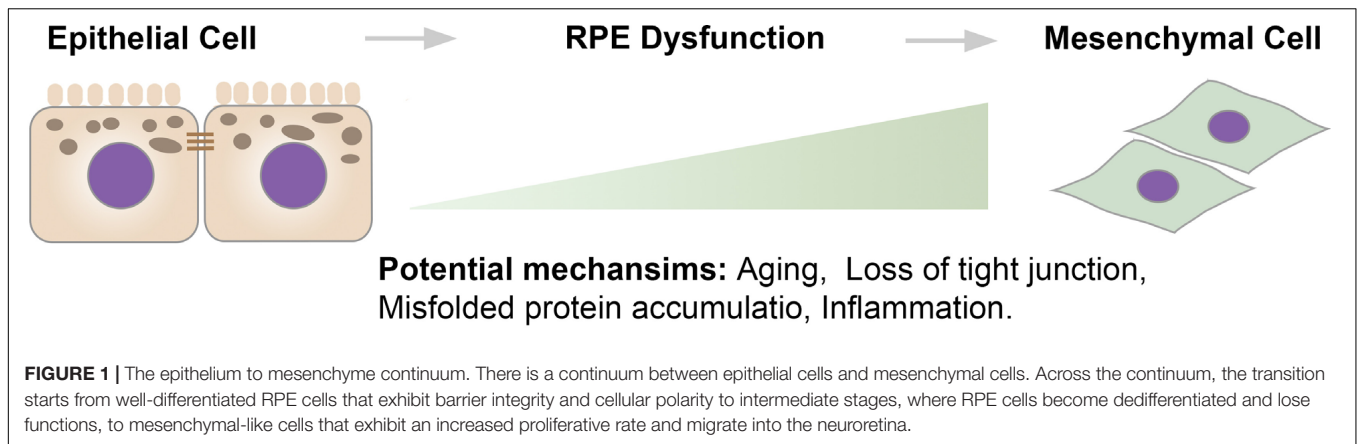 Epithelial Cell RPE Dysfunction Mesenchymal Cell
Potential mechansims: Aging, Loss of tight junction,
Misfolded protein accumulatio, Inflammation.
FIGURE 1 | The epithelium to mesenchyme continuum. There is a continuum between epithelial cells and mesenchymal cells. Across the continuum, the transition
starts from well-differentiated RPE cells that exhibit barrier integrity and cellular polarity to intermediate stages, where RPE cells become dedifferentiated and lose
functions, to mesenchymal-like cells that exhibit an increased proliferative rate and migrate into the neuroretina.